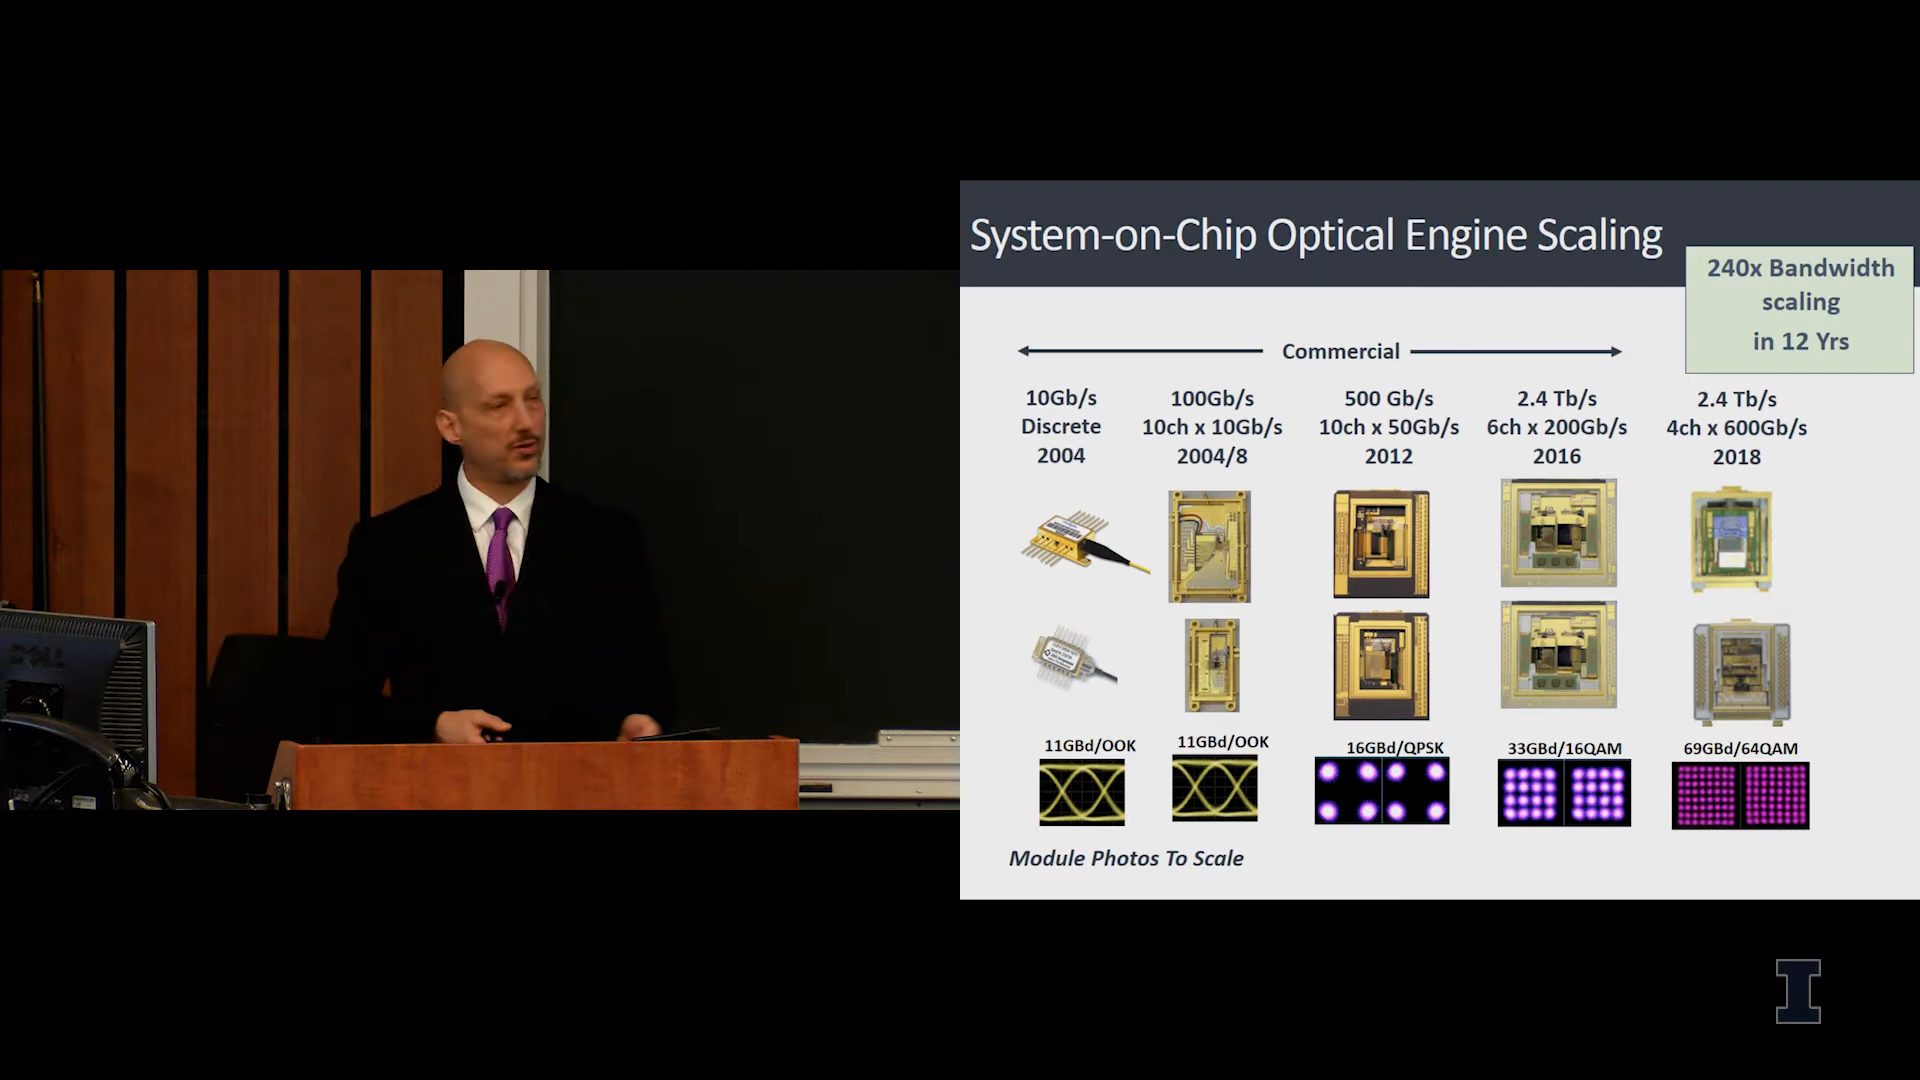 System-on-Chip Optical Engine Scaling
240x Bandwidth
scaling
in 12 Yrs
Commercial
10Gb/s
Discrete
2004
100Gb/s
10ch x 10Gb/s
2004/8
500 Gb/s
10ch x 50Gb/s
2012
2.4 Tb/s
6ch x 200Gb/s
2016
2.4 Tb/s
4ch x 600Gb/s
2018
11GBd/OOK
11GBd/OOK
16GBd/QPSK
33GBd/16QAM
69GBd/64QAM
Module Photos To Scale
DELL
I